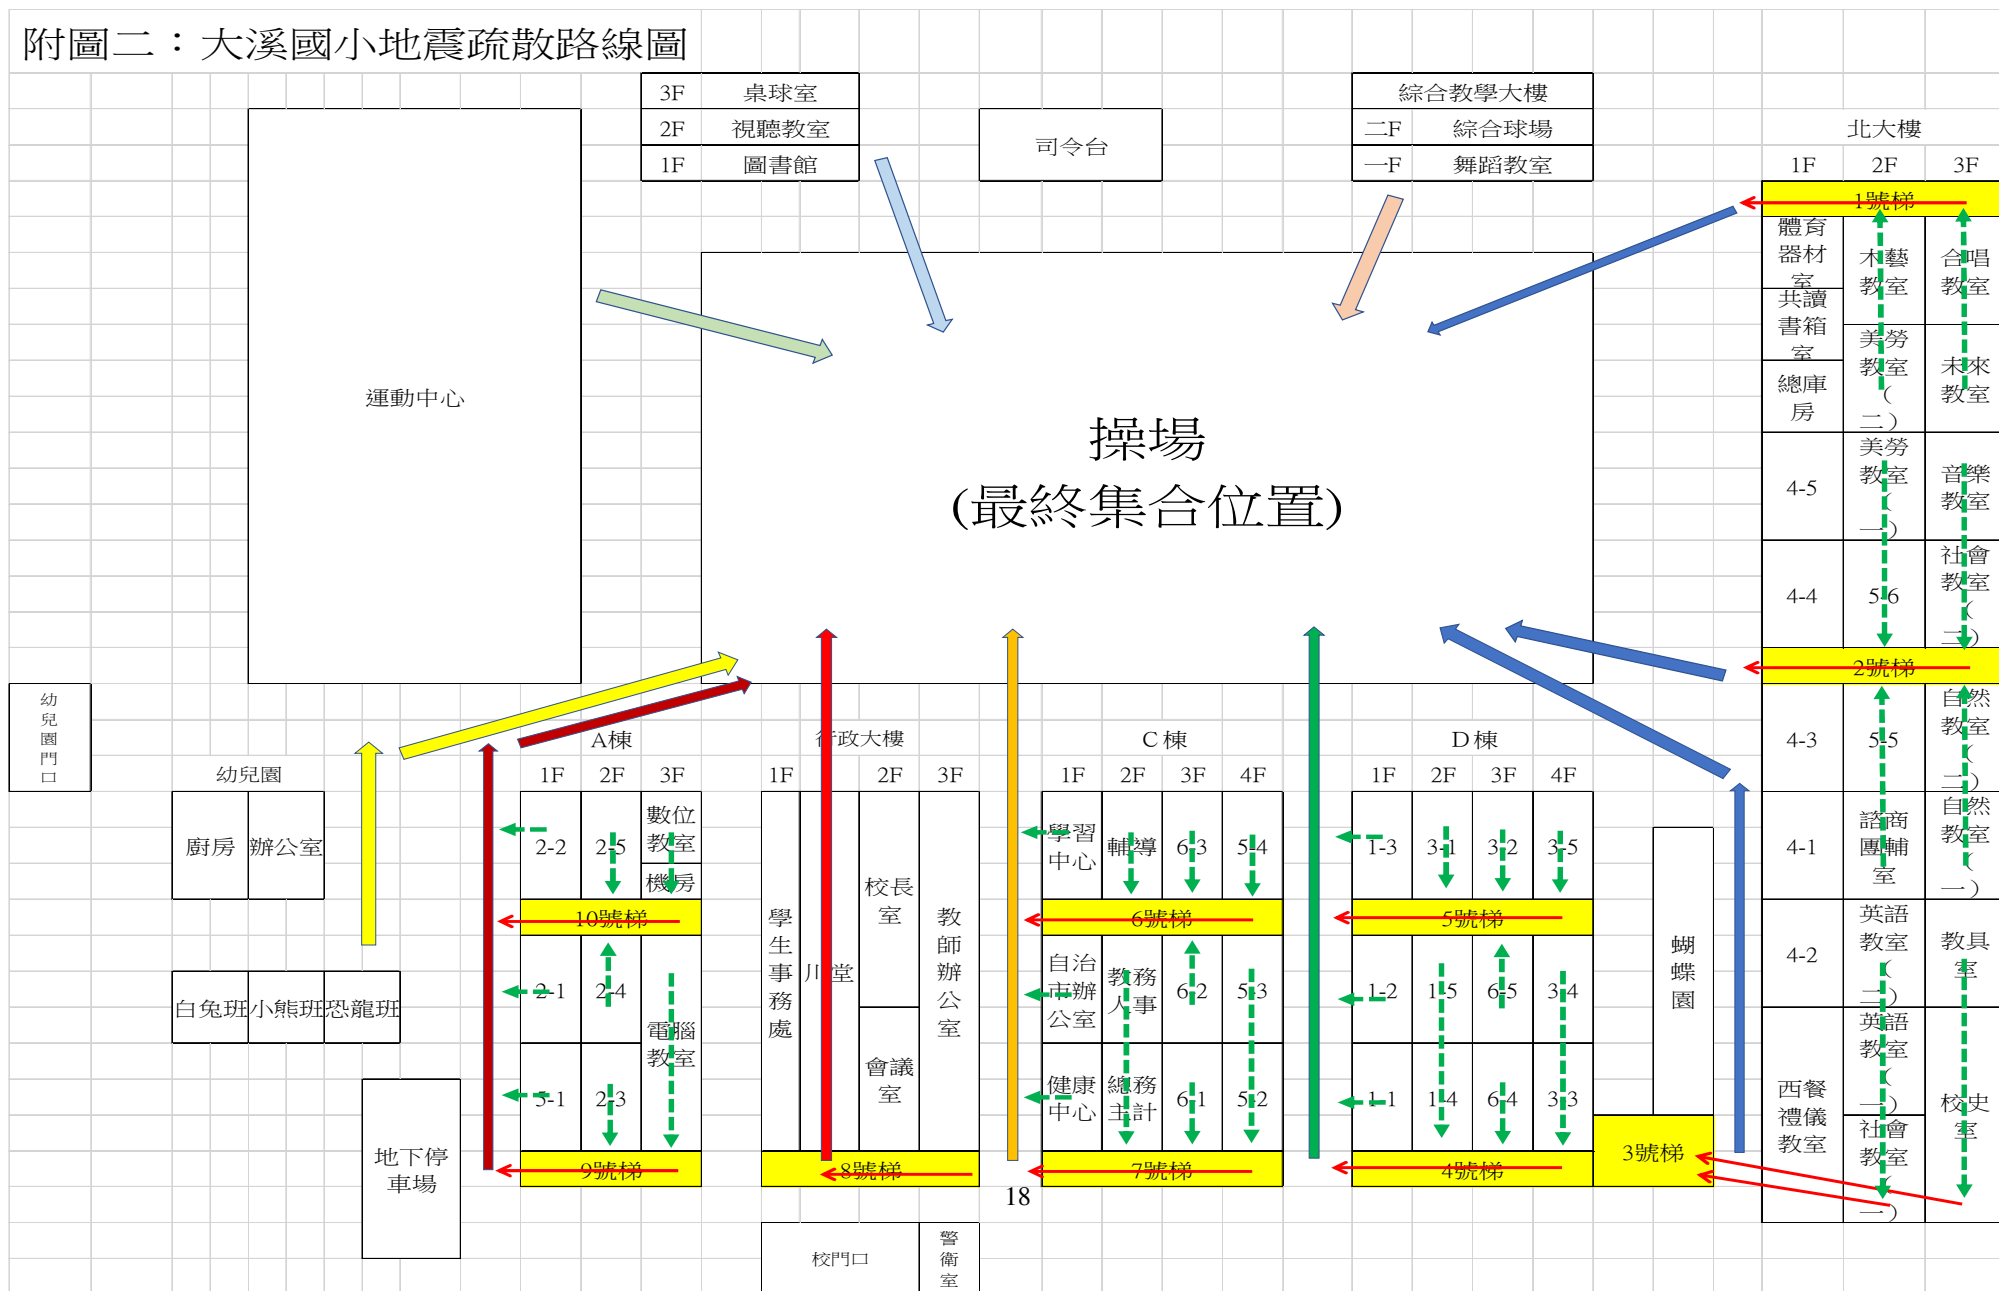 附圖二：大溪國小地震疏散路線圖
3F 桌球室
2F 視聽教室
1F 圖書館
司令台
綜合教學大樓
二F 綜合球場
一F 舞蹈教室
北大樓
1F 2F 3F
1號梯
體育器材室
木藝教室
合唱教室
共讀書箱室
美勞教室(二)
未來教室
總庫房
4-5
美勞教室(一)
音樂教室
4-4
5-6
社會教室(二)
2號梯
4-3
5-5
自然教室(二)
4-1
諮商團輔室
自然教室(一)
4-2
英語教室(二)
教具室
西餐禮儀教室
英語教室(一)
社會教室(一)
校史室
運動中心
操場
(最終集合位置)
幼兒園門口
幼兒園
廚房 辦公室
白兔班 小熊班 恐龍班
地下停車場
A棟
1F 2F 3F
2-2 2-5 數位教室
機房
10號梯
2-1 2-4 電腦教室
5-1 2-3
9號梯
行政大樓
1F 2F 3F
學生事務處
川堂
校長室
會議室
教師辦公室
8號梯
C棟
1F 2F 3F 4F
學習中心 輔導 6-3 5-4
6號梯
自治市辦公室 教務人事 6-2 5-3
健康中心 總務主計 6-1 5-2
7號梯
D棟
1F 2F 3F 4F
1-3 3-1 3-2 3-5
5號梯
1-2 1-5 6-5 3-4
1-1 1-4 6-4 3-3
4號梯
蝴蝶園
3號梯
18
校門口
警衛室